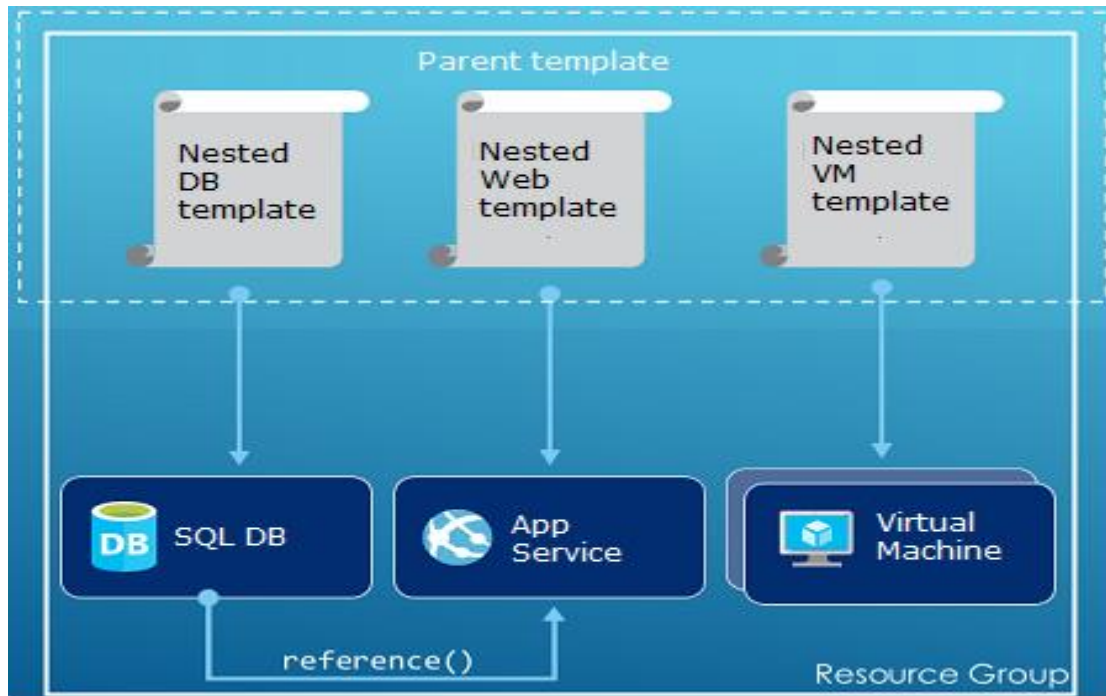 Parent template
Nested
DB
template
Nested
Web
template
Nested
VM
template
DB
SQL DB
App
Service
Virtual
Machine
reference()
Resource Group